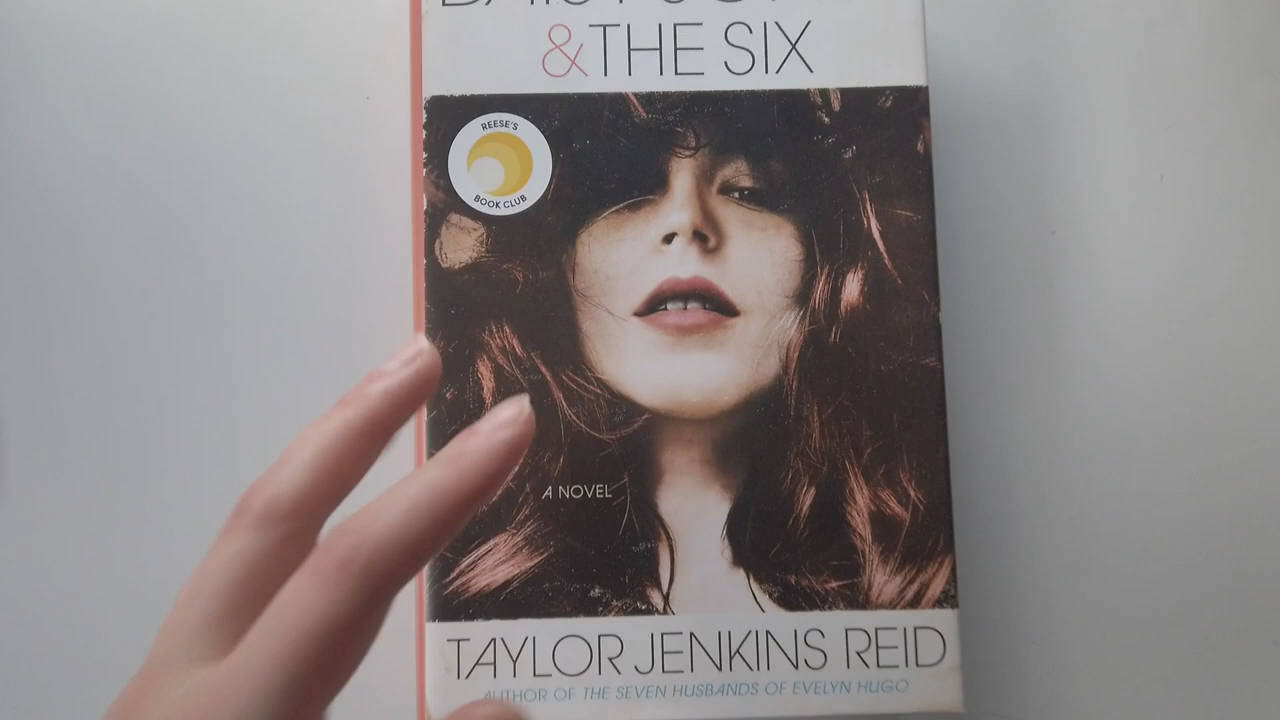 & THE SIX
REESE'S
BOOK CLUB
A NOVEL
TAYLOR JENKINS REID
AUTHOR OF THE SEVEN HUSBANDS OF EVELYN HUGO